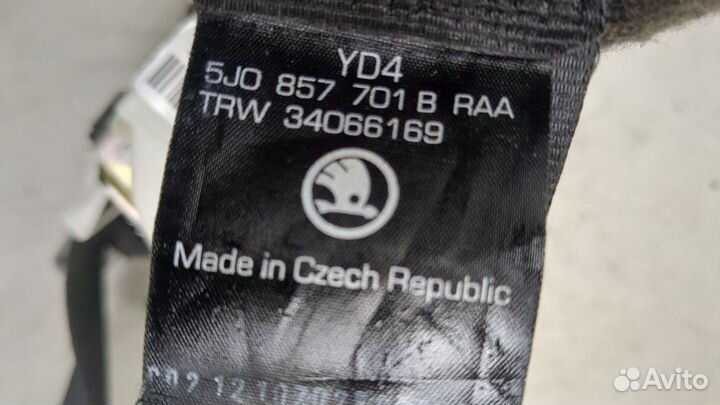 YD4
5J0 857 701 B RAA
TRW 34066169
Made in Czech Republic
Avito